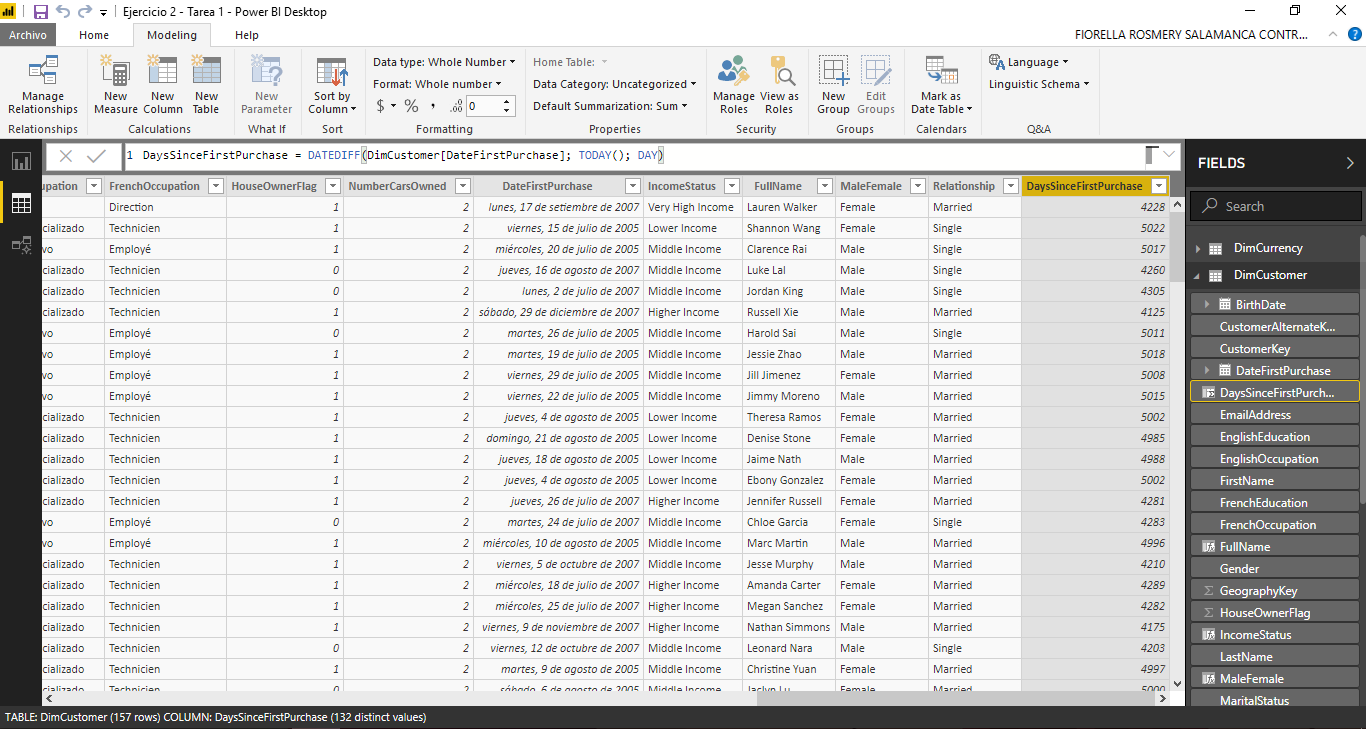 Ejercicio 2 - Tarea 1 - Power BI Desktop
Archivo Home Modeling Help FIORELLA ROSMERY SALAMANCA CONTR... ?
Manage Relationships
New Measure
New Column
New Table
New Parameter
Sort by Column
Data type: Whole Number
Format: Whole number
$ % , .00 0
Home Table:
Data Category: Uncategorized
Default Summarization: Sum
Manage Roles
View as Roles
New Group
Edit Groups
Mark as Date Table
Language
Linguistic Schema
Relationships Calculations What If Sort Formatting Properties Security Groups Calendars Q&A
1 DaysSinceFirstPurchase = DATEDIFF(DimCustomer[DateFirstPurchase]; TODAY(); DAY)
upation FrenchOccupation HouseOwnerFlag NumberCarsOwned DateFirstPurchase IncomeStatus FullName MaleFemale Relationship DaysSinceFirstPurchase
Direction 1 2 lunes, 17 de setiembre de 2007 Very High Income Lauren Walker Female Married 4228
cializado Technicien 1 2 viernes, 15 de julio de 2005 Lower Income Shannon Wang Female Single 5022
vo Employé 1 2 miércoles, 20 de julio de 2005 Middle Income Clarence Rai Male Single 5017
cializado Technicien 0 2 jueves, 16 de agosto de 2007 Middle Income Luke Lal Male Single 4260
cializado Technicien 0 2 lunes, 2 de julio de 2007 Middle Income Jordan King Male Single 4305
cializado Technicien 1 2 sábado, 29 de diciembre de 2007 Higher Income Russell Xie Male Married 4125
vo Employé 0 2 martes, 26 de julio de 2005 Middle Income Harold Sai Male Single 5011
vo Employé 1 2 martes, 19 de julio de 2005 Middle Income Jessie Zhao Male Married 5018
vo Employé 1 2 viernes, 29 de julio de 2005 Middle Income Jill Jimenez Female Married 5008
vo Employé 1 2 viernes, 22 de julio de 2005 Middle Income Jimmy Moreno Male Married 5015
cializado Technicien 1 2 jueves, 4 de agosto de 2005 Lower Income Theresa Ramos Female Married 5002
cializado Technicien 1 2 domingo, 21 de agosto de 2005 Lower Income Denise Stone Female Married 4985
cializado Technicien 1 2 jueves, 18 de agosto de 2005 Lower Income Jaime Nath Male Married 4988
cializado Technicien 1 2 jueves, 4 de agosto de 2005 Lower Income Ebony Gonzalez Female Married 5002
cializado Technicien 1 2 jueves, 26 de julio de 2007 Higher Income Jennifer Russell Female Married 4281
vo Employé 0 2 martes, 24 de julio de 2007 Middle Income Chloe Garcia Female Single 4283
vo Employé 1 2 miércoles, 10 de agosto de 2005 Middle Income Marc Martin Male Married 4996
cializado Technicien 1 2 viernes, 5 de octubre de 2007 Middle Income Jesse Murphy Male Married 4210
cializado Technicien 1 2 miércoles, 18 de julio de 2007 Higher Income Amanda Carter Female Married 4289
cializado Technicien 1 2 miércoles, 25 de julio de 2007 Higher Income Megan Sanchez Female Married 4282
cializado Technicien 1 2 viernes, 9 de noviembre de 2007 Higher Income Nathan Simmons Male Married 4175
cializado Technicien 0 2 viernes, 12 de octubre de 2007 Middle Income Leonard Nara Male Single 4203
cializado Technicien 1 2 martes, 9 de agosto de 2005 Middle Income Christine Yuan Female Married 4997
cializado Technicien 0 2 sábado, 6 de agosto de 2005 Middle Income Jaclyn Lu Female Married 5000
FIELDS
Search
DimCurrency
DimCustomer
BirthDate
CustomerAlternateK...
CustomerKey
DateFirstPurchase
DaysSinceFirstPurch...
EmailAddress
EnglishEducation
EnglishOccupation
FirstName
FrenchEducation
FrenchOccupation
FullName
Gender
Σ GeographyKey
Σ HouseOwnerFlag
IncomeStatus
LastName
MaleFemale
MaritalStatus
TABLE: DimCustomer (157 rows) COLUMN: DaysSinceFirstPurchase (132 distinct values)